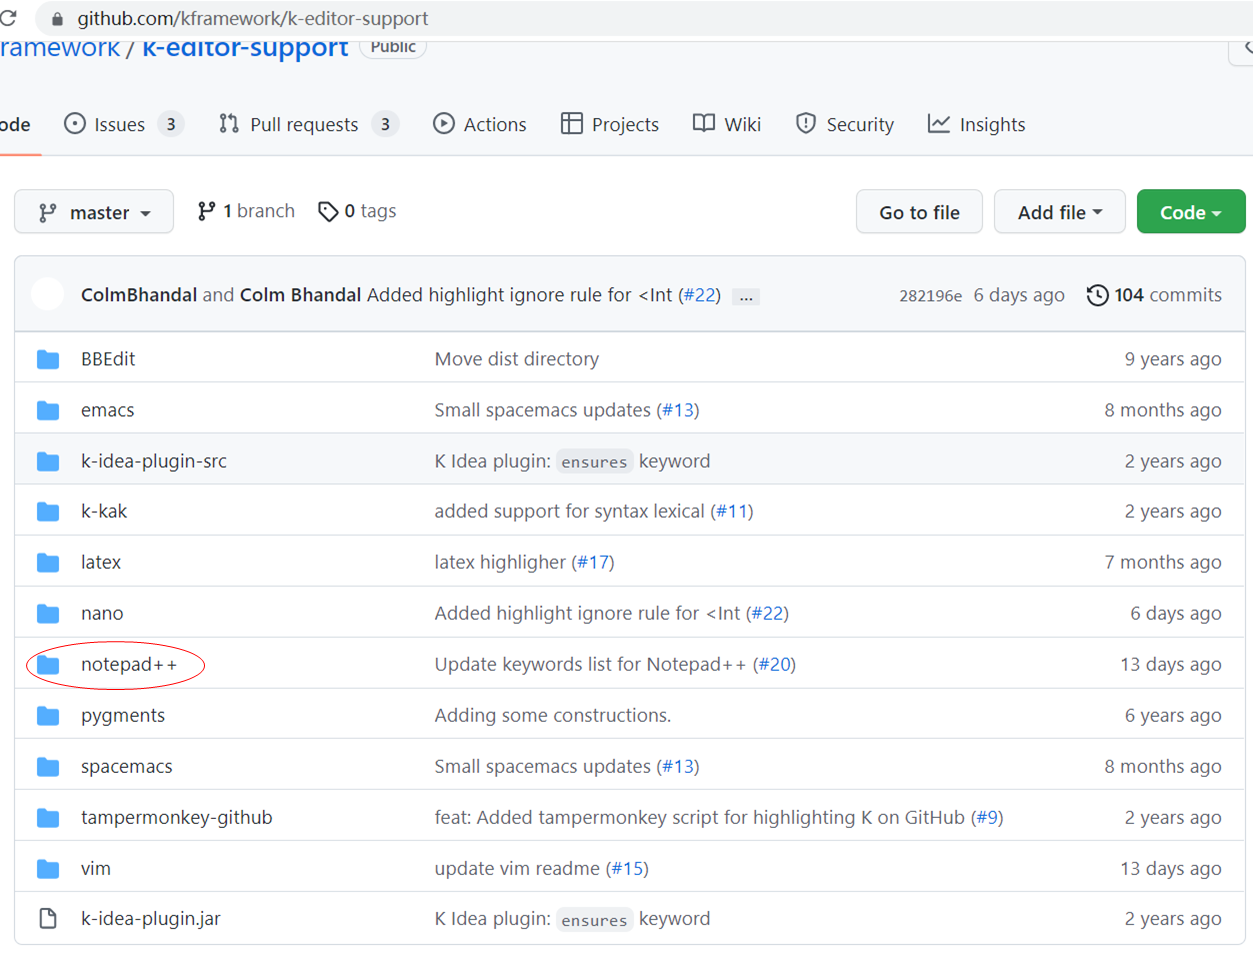 github.com/kframework/k-editor-support
ramework / k-editor-support Public
ode Issues 3 Pull requests 3 Actions Projects Wiki Security Insights
master 1 branch 0 tags Go to file Add file Code
ColmBhandal and Colm Bhandal Added highlight ignore rule for <Int (#22) ... 282196e 6 days ago 104 commits
BBEdit Move dist directory 9 years ago
emacs Small spacemacs updates (#13) 8 months ago
k-idea-plugin-src K Idea plugin: ensures keyword 2 years ago
k-kak added support for syntax lexical (#11) 2 years ago
latex latex highligher (#17) 7 months ago
nano Added highlight ignore rule for <Int (#22) 6 days ago
notepad++ Update keywords list for Notepad++ (#20) 13 days ago
pygments Adding some constructions. 6 years ago
spacemacs Small spacemacs updates (#13) 8 months ago
tampermonkey-github feat: Added tampermonkey script for highlighting K on GitHub (#9) 2 years ago
vim update vim readme (#15) 13 days ago
k-idea-plugin.jar K Idea plugin: ensures keyword 2 years ago